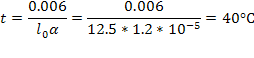 t = 0.006 / l₀α = 0.006 / 12.5 * 1.2 * 10⁻⁵ = 40°C